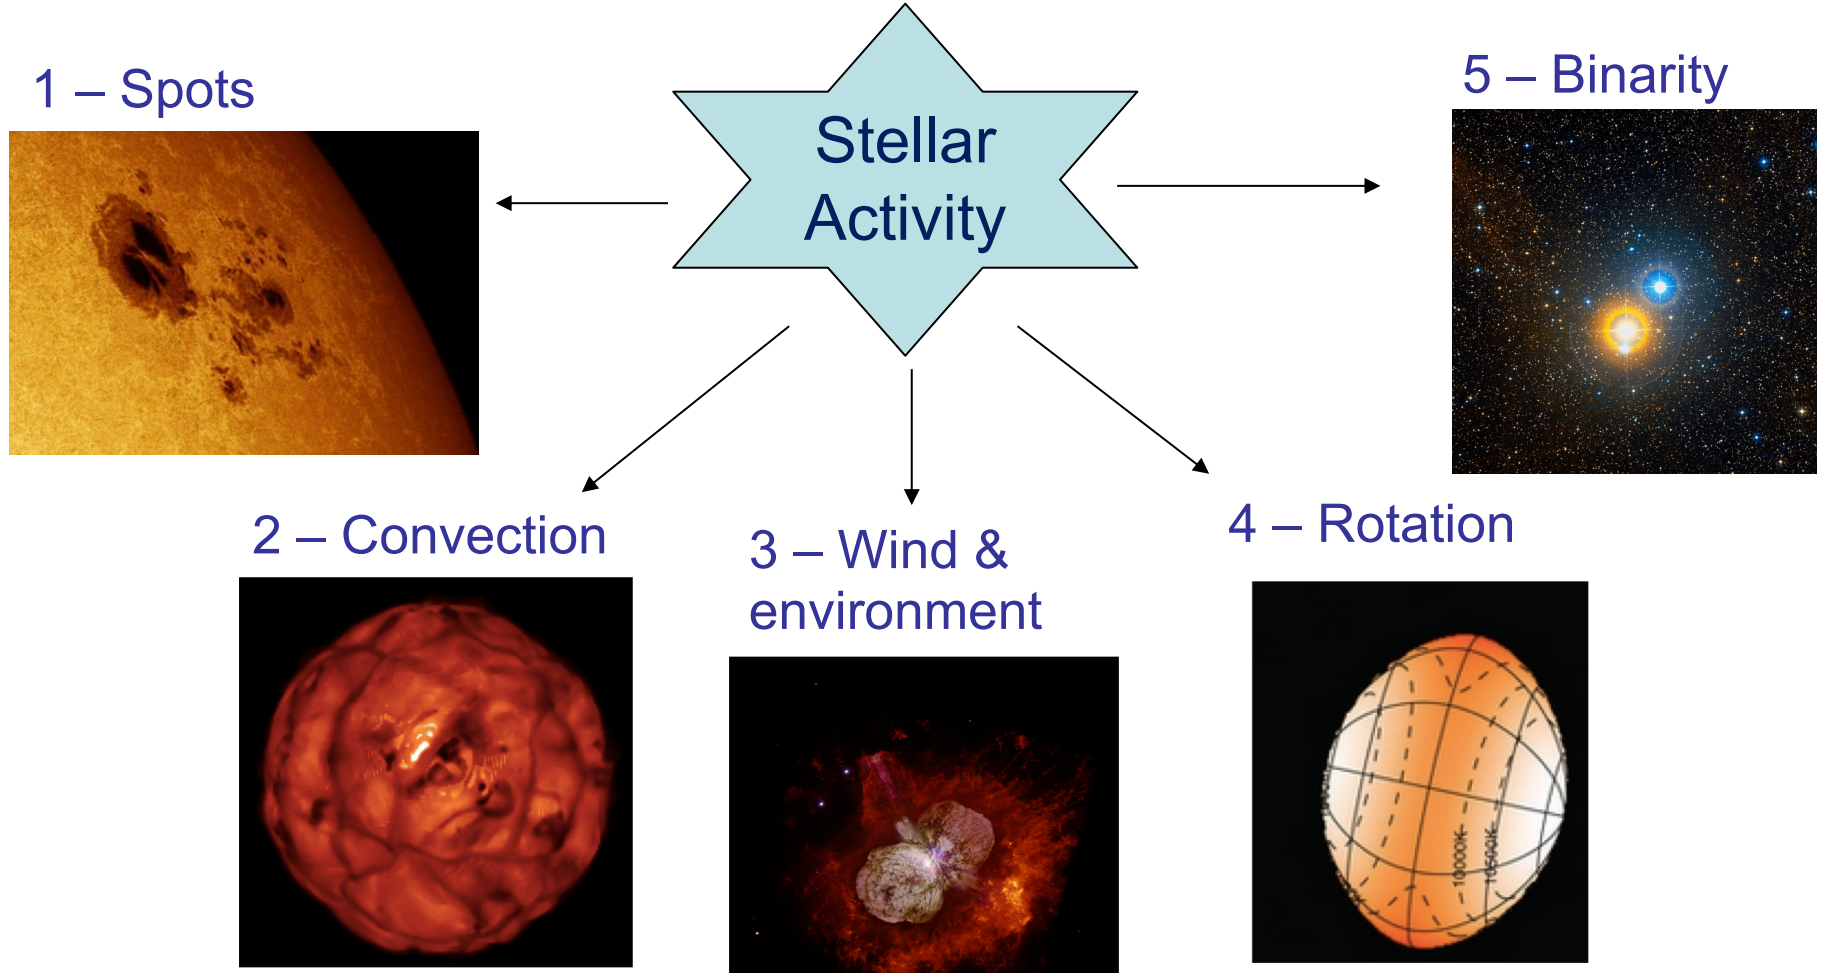 Stellar
Activity
1 – Spots
2 – Convection
3 – Wind &
environment
4 – Rotation
10000K
10500K
5 – Binarity